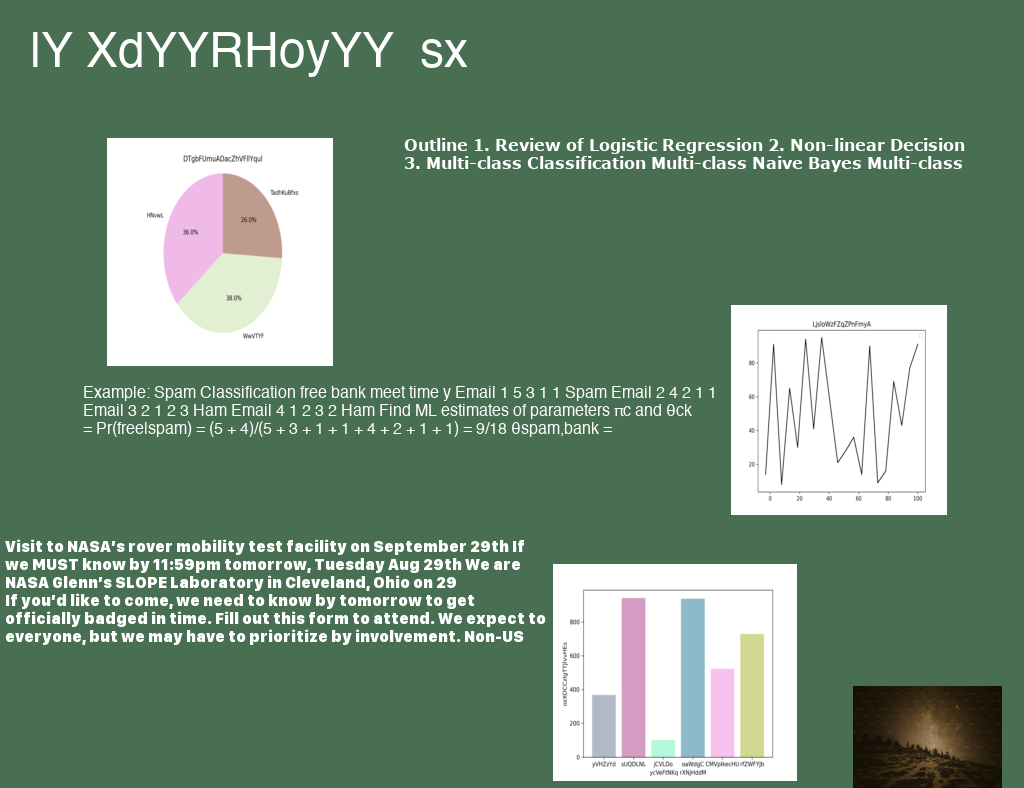 lY XdYYRHoyYY  sx
Outline 1. Review of Logistic Regression 2. Non-linear Decision
3. Multi-class Classification Multi-class Naive Bayes Multi-class
DTgbFUmuADacZhVFlIYqul
TadhKuBfxs
HNvwL
26.0%
36.0%
38.0%
WwVTYF
LjsloWzFZqZPnFmyA
80
60
40
20
0 20 40 60 80 100
Example: Spam Classification free bank meet time y Email 1 5 3 1 1 Spam Email 2 4 2 1 1
Email 3 2 1 2 3 Ham Email 4 1 2 3 2 Ham Find ML estimates of parameters πc and θck
= Pr(free|spam) = (5 + 4)/(5 + 3 + 1 + 1 + 4 + 2 + 1 + 1) = 9/18 θspam,bank =
Visit to NASA's rover mobility test facility on September 29th If
we MUST know by 11:59pm tomorrow, Tuesday Aug 29th We are
NASA Glenn's SLOPE Laboratory in Cleveland, Ohio on 29
If you'd like to come, we need to know by tomorrow to get
officially badged in time. Fill out this form to attend. We expect to
everyone, but we may have to prioritize by involvement. Non-US
800
600
400
200
0
yVHZzYd sUQDLNL jCVLDo oaWdgC CMVpIkecHU rfZWFYjb
ycVeFtNKq rXNjHddM